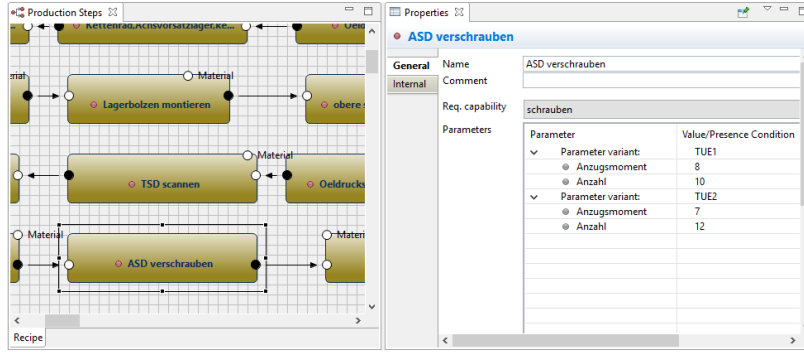 Production Steps
Kettenrad,Achsvorsatzlager,ke...
Oeld
Material
Lagerbolzen montieren
obere s
Material
TSD scannen
Oeldrucks
Material
Materi
ASD verschrauben
Recipe
Properties
ASD verschrauben
General
Internal
Name
ASD verschrauben
Comment
Req. capability
schrauben
Parameters
Parameter
Value/Presence Condition
Parameter variant:
TUE1
Anzugsmoment
8
Anzahl
10
Parameter variant:
TUE2
Anzugsmoment
7
Anzahl
12